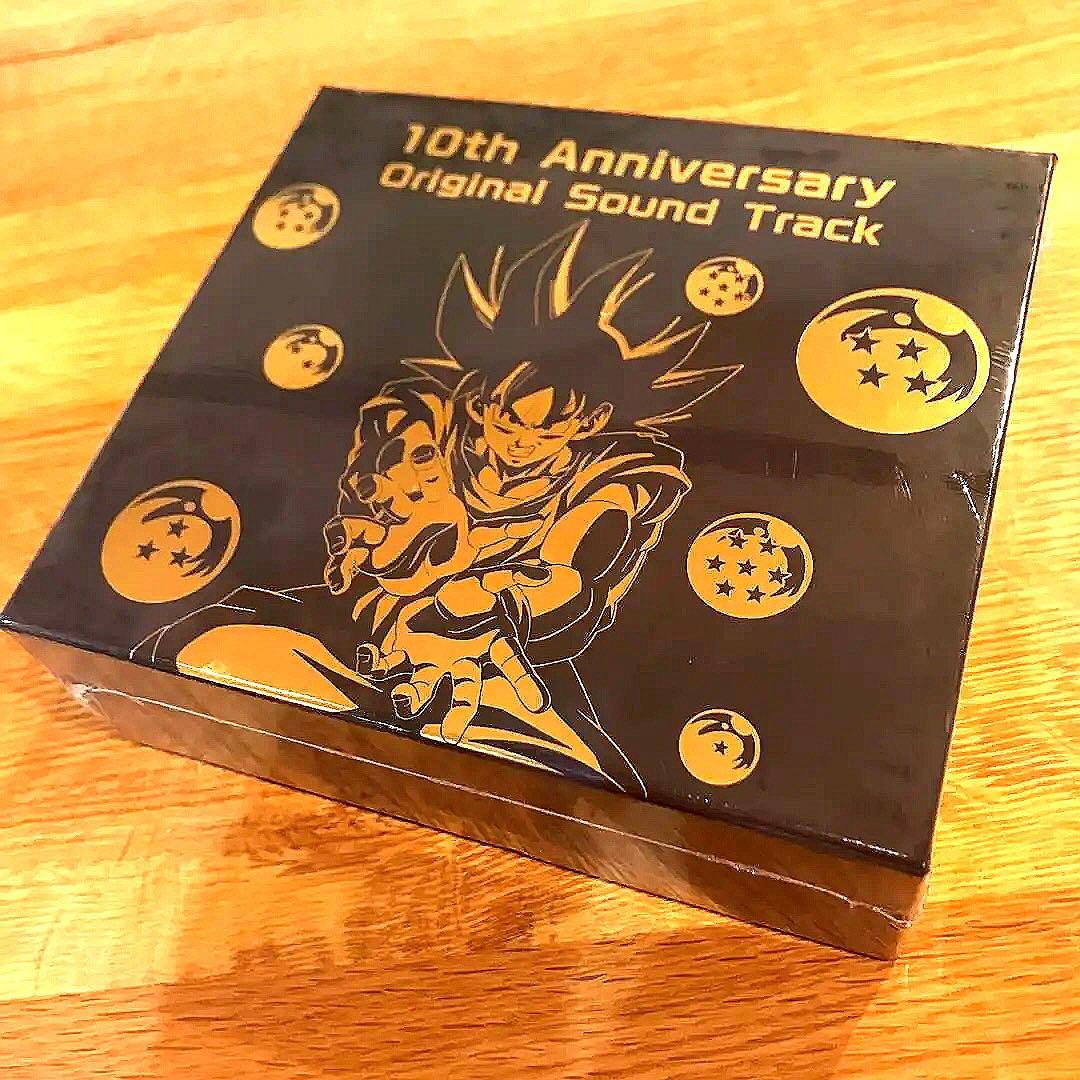 10th Anniversary
Original Sound Track